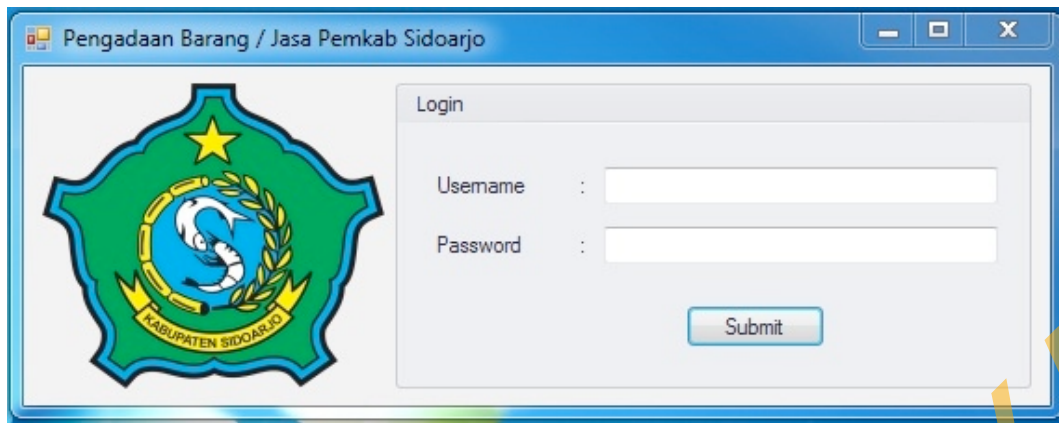 Pengadaan Barang / Jasa Pemkab Sidoarjo
Login
Username :
Password :
Submit
KABUPATEN SIDOARJO